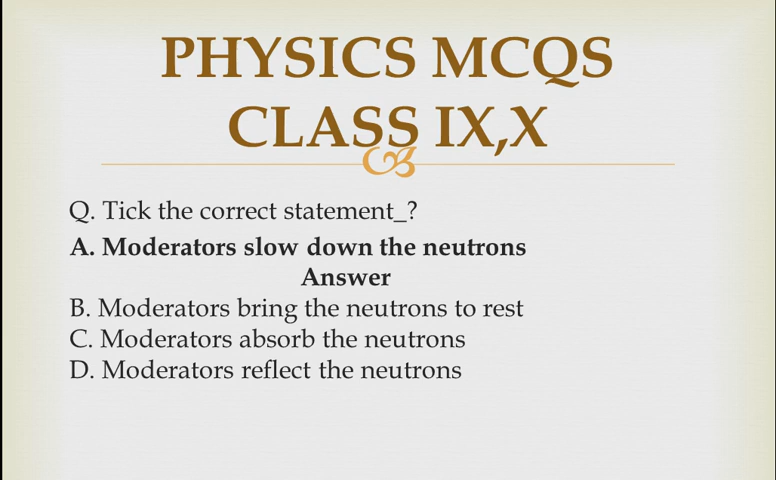 PHYSICS MCQS
CLASS IX,X
Q. Tick the correct statement_?
A. Moderators slow down the neutrons
Answer
B. Moderators bring the neutrons to rest
C. Moderators absorb the neutrons
D. Moderators reflect the neutrons